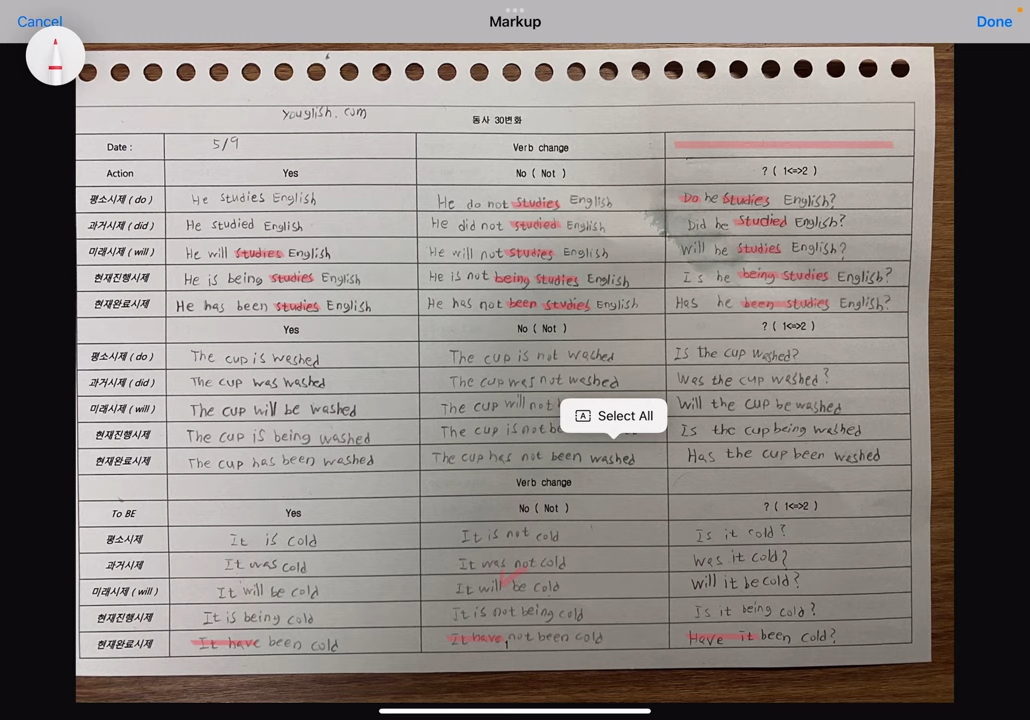 Cancel Markup Done
youglish.com 동사 30변화
Date : 5/9 Verb change
Action Yes No ( Not ) ? ( 1<=>2 )
평소시제 ( do ) He studies English He do not studies English Do he studies English?
과거시제 ( did ) He studied English He did not studied English Did he studied English?
미래시제 ( will ) He will studies English He will not studies English Will he studies English?
현재진행시제 He is being studies English He is not being studies English Is he being studies English?
현재완료시제 He has been studies English He has not been studies English Has he been studies English?
Yes No ( Not ) ? ( 1<=>2 )
평소시제 ( do ) The cup is washed The cup is not washed Is the cup washed?
과거시제 ( did ) The cup was washed The cup was not washed Was the cup washed?
미래시제 ( will ) The cup will be washed The cup will not Will the cup be washed
Select All
현재진행시제 The cup is being washed The cup is not be Is the cup being washed
현재완료시제 The cup has been washed The cup has not been washed Has the cup been washed
Verb change
To BE Yes No ( Not ) ? ( 1<=>2 )
평소시제 It is cold It is not cold Is it cold?
과거시제 It was cold It was not cold Was it cold?
미래시제 ( will ) It will be cold It will be cold Will it be cold?
현재진행시제 It is being cold It is not being cold Is it being cold?
현재완료시제 It have been cold It have not been cold Have it been cold?